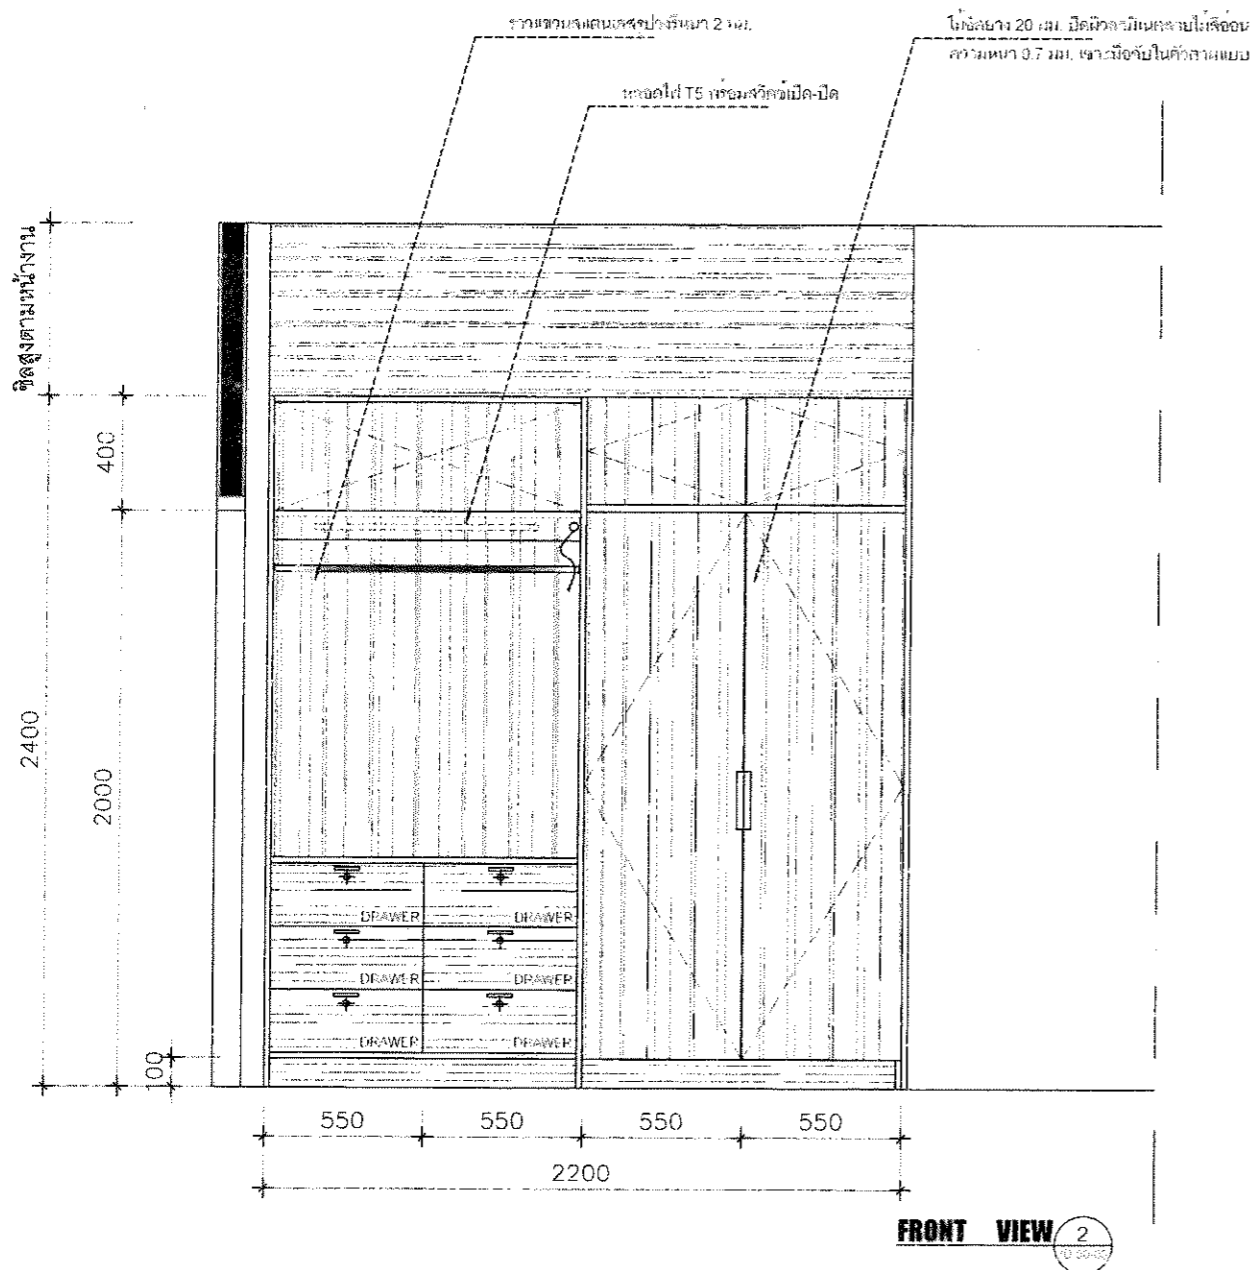 ราวแขวนสแตนเลสรูปวงรีหนา 2 มม.
ไม้อัดยาง 20 มม. ปิดผิวลามิเนตลายไม้สีอ่อน
ความหนา 0.7 มม. เซาะมือจับในตัวตามแบบ
หลอดไฟ T5 พร้อมสวิตซ์เปิด-ปิด
ชิลสูงตามหน้างาน
400
2400
2000
100
DRAWER DRAWER
DRAWER DRAWER
DRAWER DRAWER
550 550 550 550
2200
FRONT VIEW 2